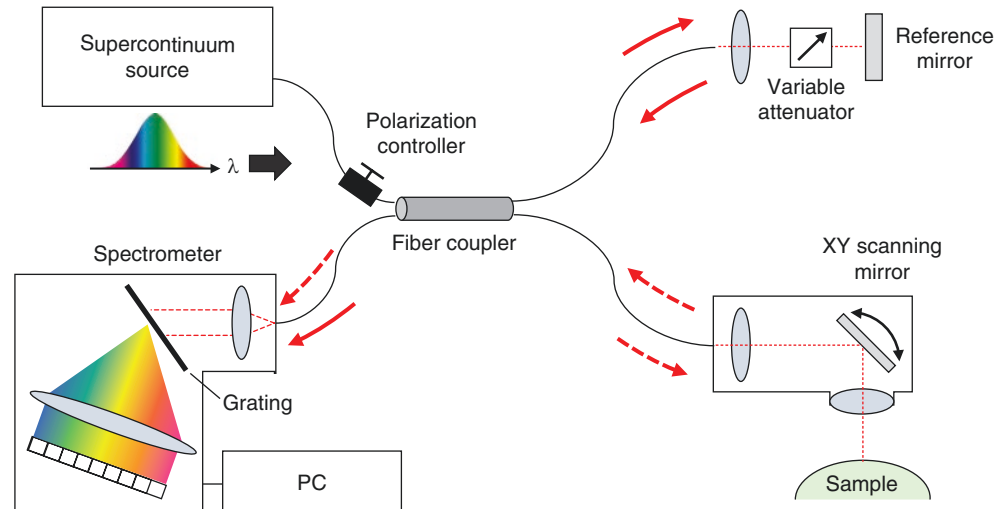 Supercontinuum
source
λ
Polarization
controller
Fiber coupler
Variable
attenuator
Reference
mirror
Spectrometer
Grating
PC
XY scanning
mirror
Sample